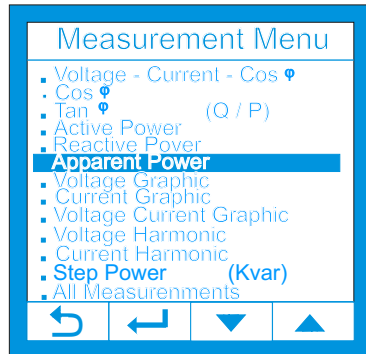 Measurement Menu
Voltage - Current - Cos φ
Cos φ
Tan φ (Q / P)
Active Power
Reactive Pover
Apparent Power
Voltage Graphic
Current Graphic
Voltage Current Graphic
Voltage Harmonic
Current Harmonic
Step Power (Kvar)
All Measurenments